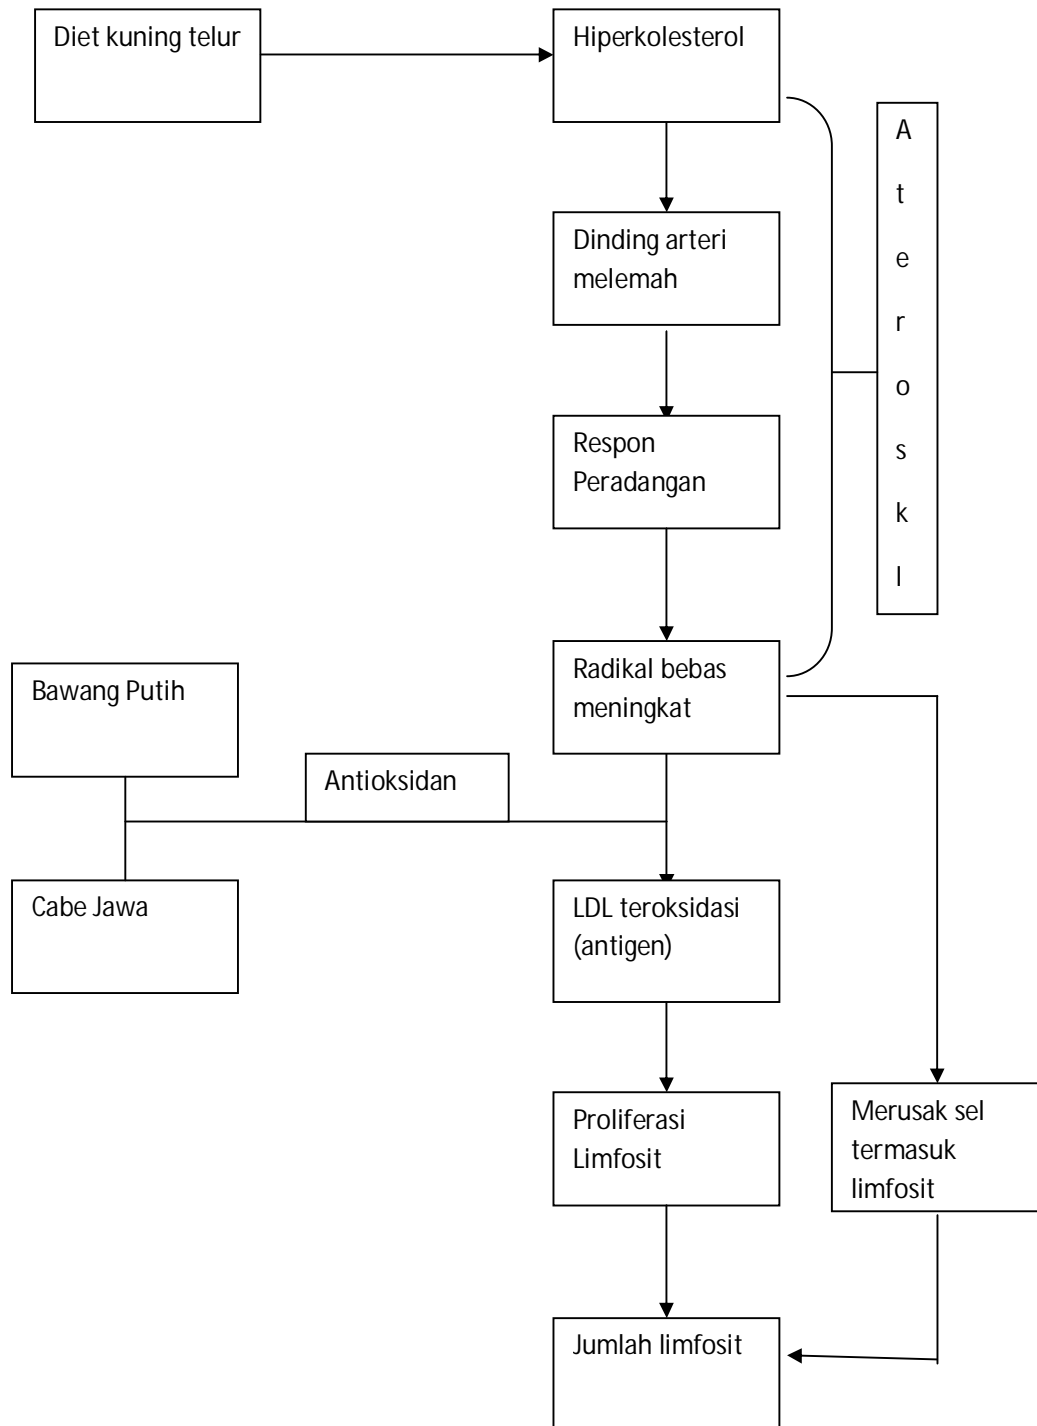 Diet kuning telur
Hiperkolesterol
A
t
e
r
o
s
k
l
Dinding arteri
melemah
Respon
Peradangan
Radikal bebas
meningkat
Bawang Putih
Antioksidan
Cabe Jawa
LDL teroksidasi
(antigen)
Proliferasi
Limfosit
Merusak sel
termasuk
limfosit
Jumlah limfosit